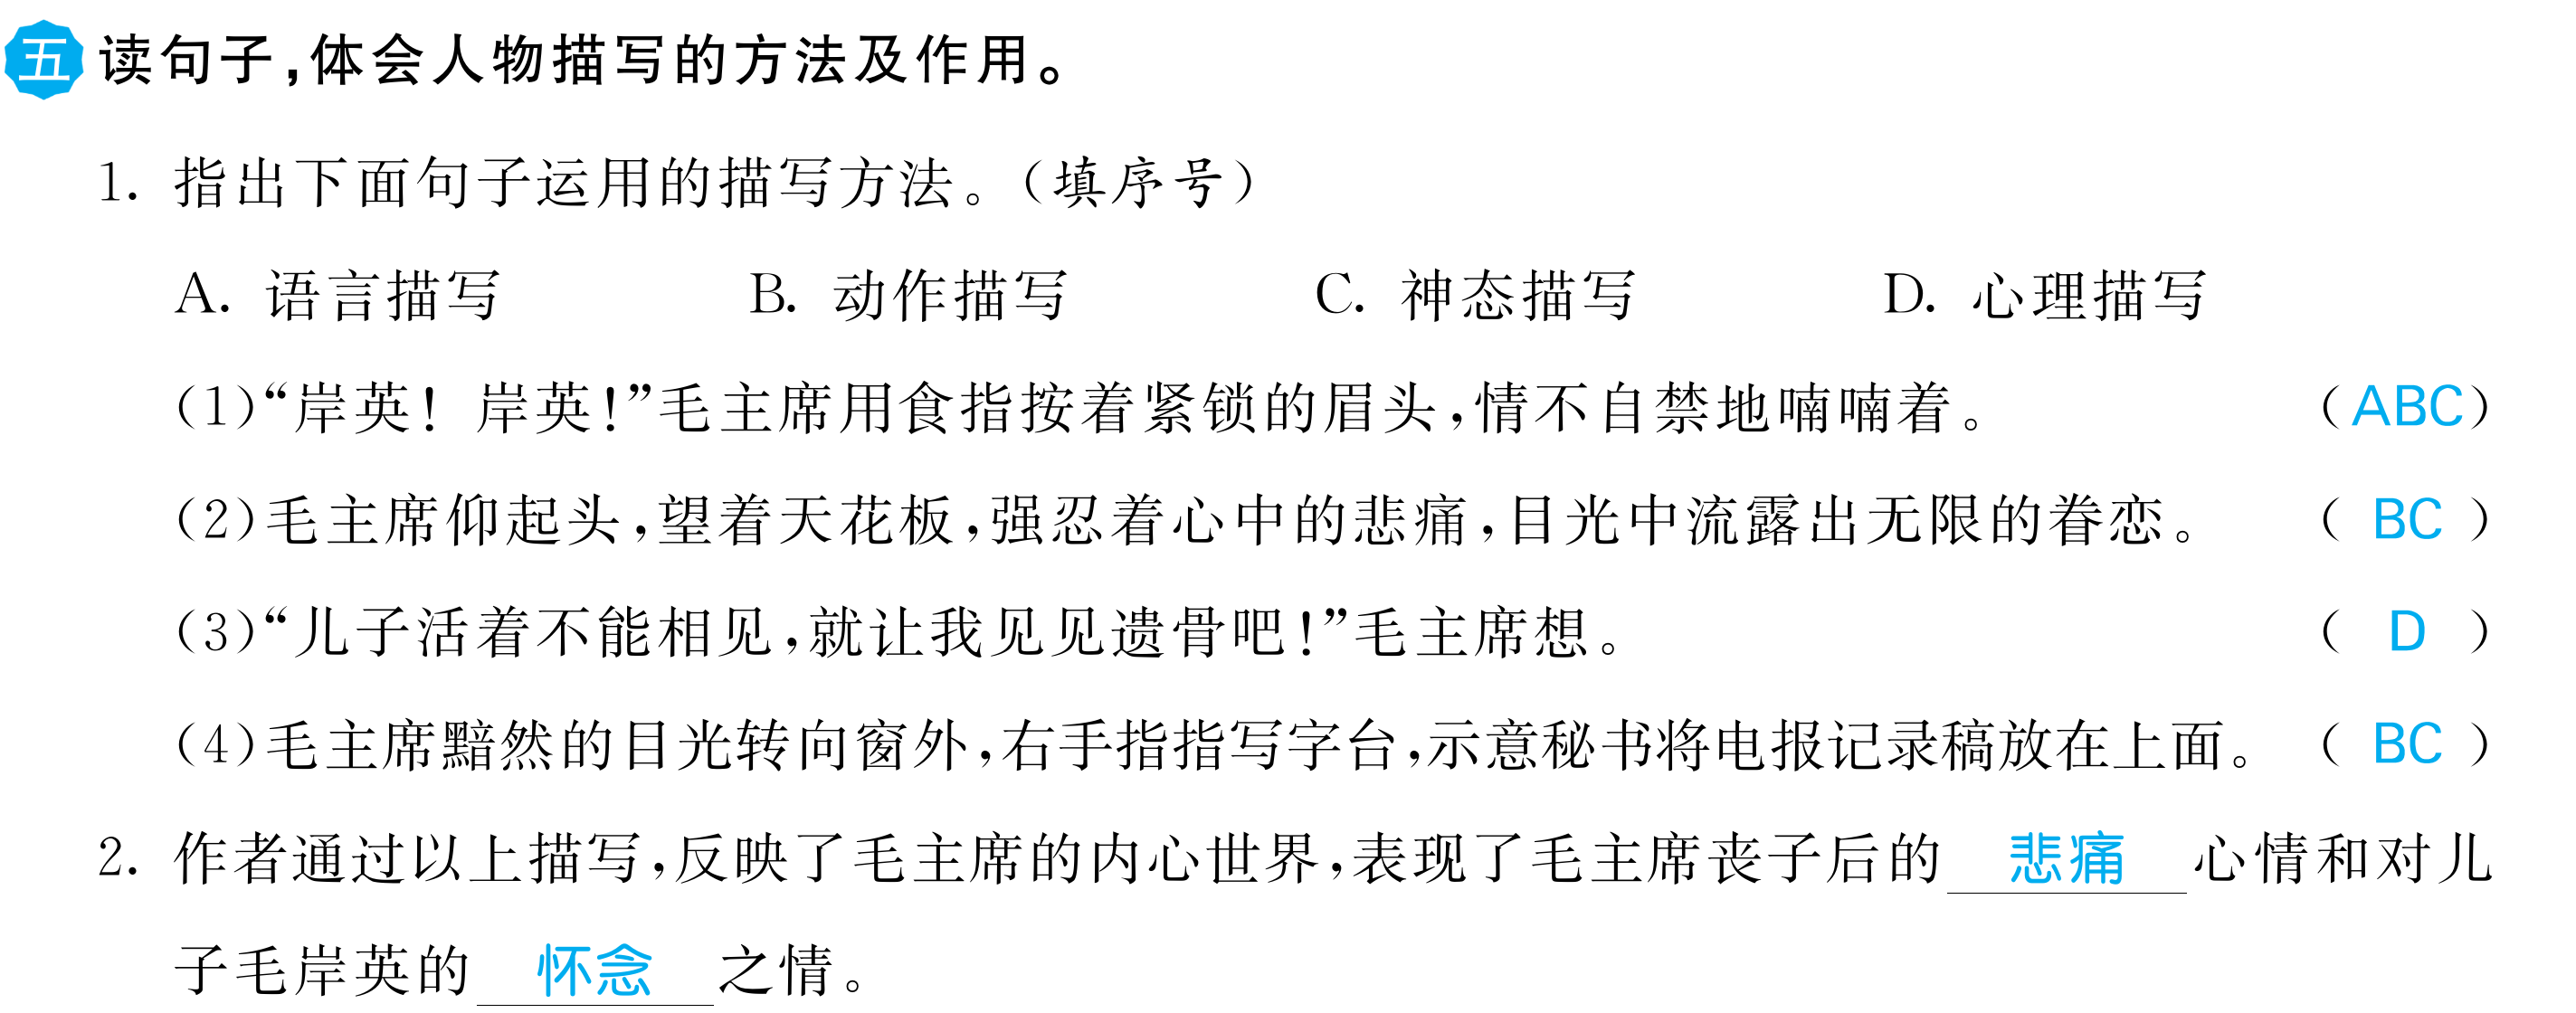 五 读句子,体会人物描写的方法及作用。
1. 指出下面句子运用的描写方法。(填序号)
A. 语言描写 B. 动作描写 C. 神态描写 D. 心理描写
(1)“岸英! 岸英!”毛主席用食指按着紧锁的眉头,情不自禁地喃喃着。 (ABC)
(2)毛主席仰起头,望着天花板,强忍着心中的悲痛,目光中流露出无限的眷恋。 ( BC )
(3)“儿子活着不能相见,就让我见见遗骨吧!”毛主席想。 ( D )
(4)毛主席黯然的目光转向窗外,右手指指写字台,示意秘书将电报记录稿放在上面。 ( BC )
2. 作者通过以上描写,反映了毛主席的内心世界,表现了毛主席丧子后的 悲痛 心情和对儿
子毛岸英的 怀念 之情。